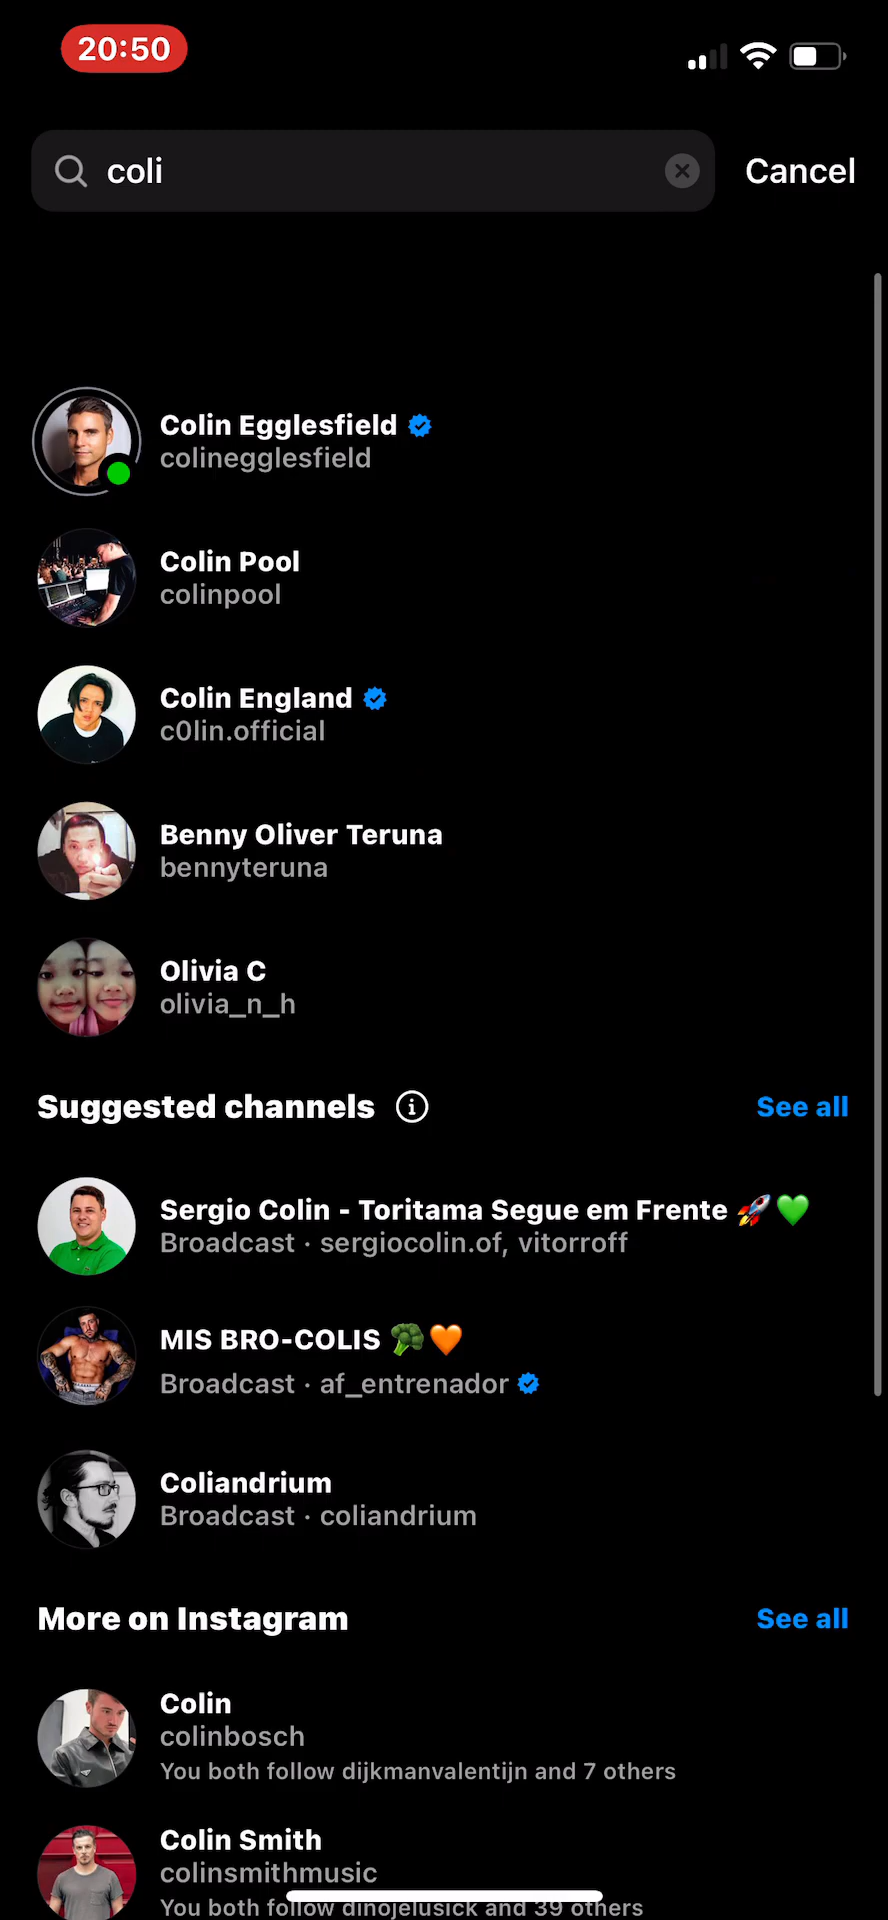 20:50
coli
Cancel
Colin Egglesfield
colinegglesfield
Colin Pool
colinpool
Colin England
c0lin.official
Benny Oliver Teruna
bennyteruna
Olivia C
olivia_n_h
Suggested channels
See all
Sergio Colin - Toritama Segue em Frente 🚀💚
Broadcast · sergiocolin.of, vitorroff
MIS BRO-COLIS 🥦🧡
Broadcast · af_entrenador
Coliandrium
Broadcast · coliandrium
More on Instagram
See all
Colin
colinbosch
You both follow dijkmanvalentijn and 7 others
Colin Smith
colinsmithmusic
You both follow dinojelusick and 39 others